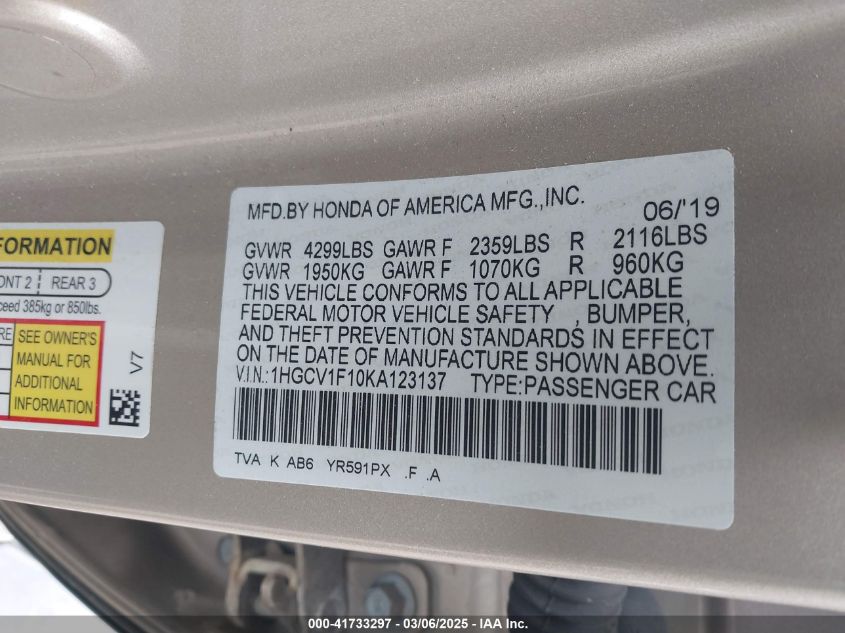 FORMATION
ONT 2 | REAR 3
ceed 385kg or 850lbs.
RE
SEE OWNER'S
MANUAL FOR
ADDITIONAL
INFORMATION
V7
MFD.BY HONDA OF AMERICA MFG.,INC. 06/'19
GVWR 4299LBS GAWR F 2359LBS R 2116LBS
GVWR 1950KG GAWR F 1070KG R 960KG
THIS VEHICLE CONFORMS TO ALL APPLICABLE
FEDERAL MOTOR VEHICLE SAFETY , BUMPER,
AND THEFT PREVENTION STANDARDS IN EFFECT
ON THE DATE OF MANUFACTURE SHOWN ABOVE.
V.I.N.:1HGCV1F10KA123137 TYPE:PASSENGER CAR
TVA K AB6 YR591PX .F .A
000-41733297 - 03/06/2025 - IAA, Inc.